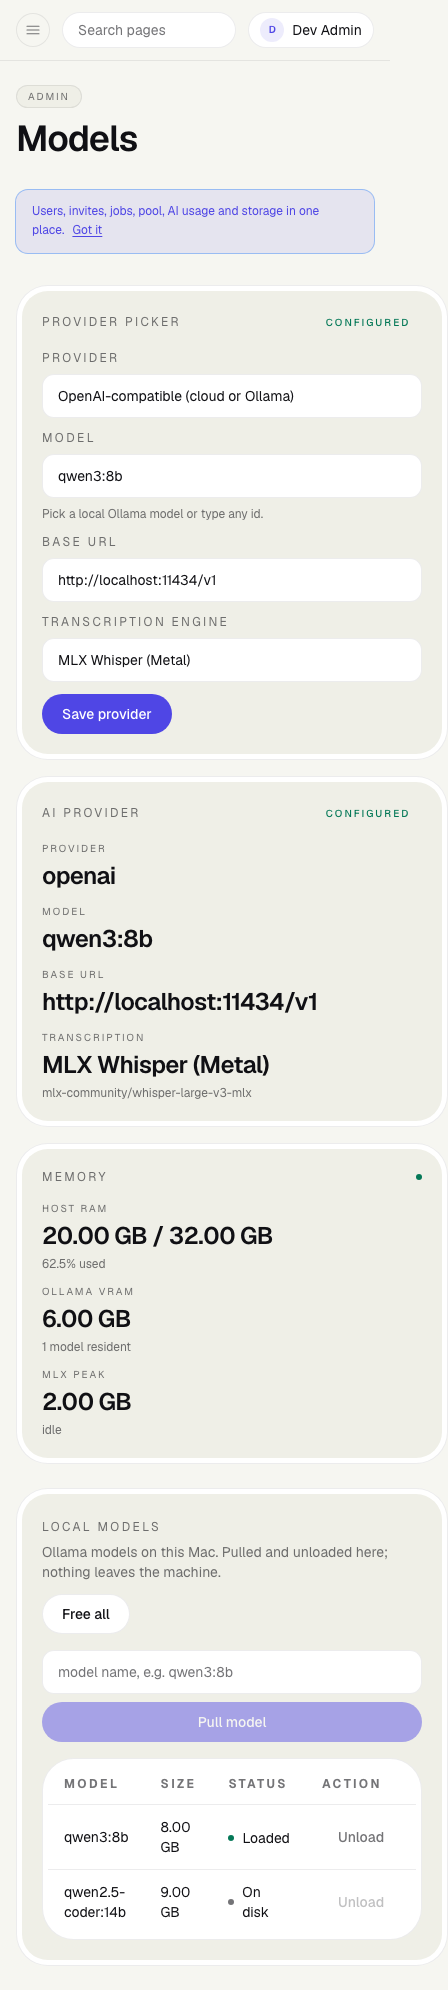 Search pages
D
Dev Admin
ADMIN
Models
Users, invites, jobs, pool, AI usage and storage in one
place. Got it
PROVIDER PICKER
CONFIGURED
PROVIDER
OpenAI-compatible (cloud or Ollama)
MODEL
qwen3:8b
Pick a local Ollama model or type any id.
BASE URL
http://localhost:11434/v1
TRANSCRIPTION ENGINE
MLX Whisper (Metal)
Save provider
AI PROVIDER
CONFIGURED
PROVIDER
openai
MODEL
qwen3:8b
BASE URL
http://localhost:11434/v1
TRANSCRIPTION
MLX Whisper (Metal)
mlx-community/whisper-large-v3-mlx
MEMORY
HOST RAM
20.00 GB / 32.00 GB
62.5% used
OLLAMA VRAM
6.00 GB
1 model resident
MLX PEAK
2.00 GB
idle
LOCAL MODELS
Ollama models on this Mac. Pulled and unloaded here;
nothing leaves the machine.
Free all
model name, e.g. qwen3:8b
Pull model
MODEL SIZE STATUS ACTION
qwen3:8b 8.00 GB Loaded Unload
qwen2.5-coder:14b 9.00 GB On disk Unload